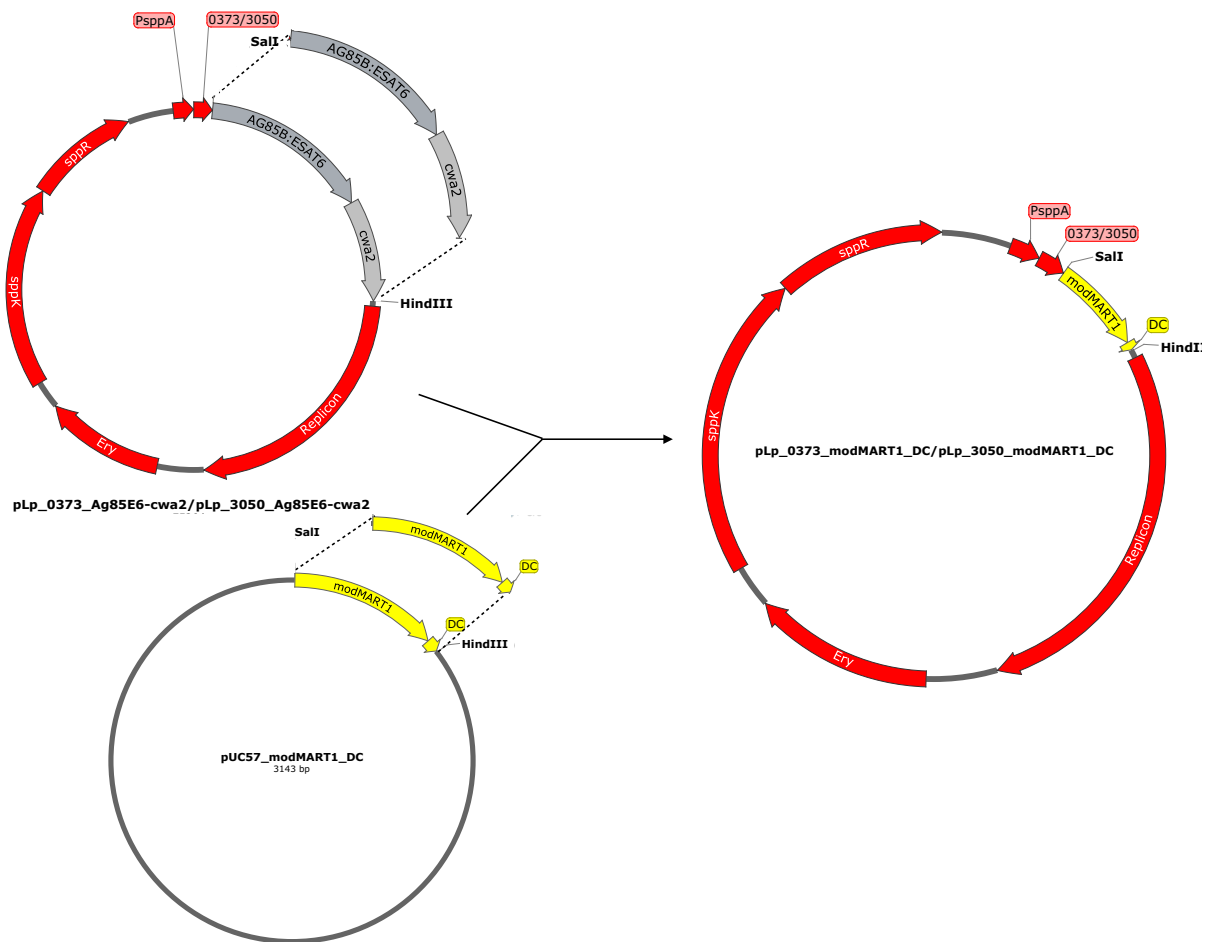 PsppA
0373/3050
SalI
AG85B:ESAT6
cwa2
AG85B:ESAT6
cwa2
HindIII
sppR
sppK
Ery
Replicon
pLp_0373_Ag85E6-cwa2/pLp_3050_Ag85E6-cwa2
SalI
modMART1
DC
modMART1
DC
HindIII
pUC57_modMART1_DC
3143 bp
PsppA
0373/3050
SalI
modMART1
DC
HindI
sppR
sppK
Ery
Replicon
pLp_0373_modMART1_DC/pLp_3050_modMART1_DC